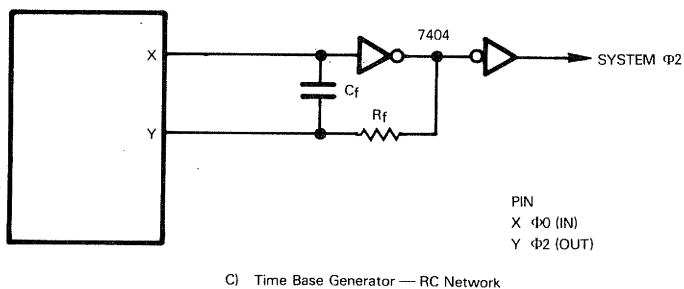 7404
X
SYSTEM Φ2
Cf
Rf
Y
PIN
X Φ0 (IN)
Y Φ2 (OUT)
C) Time Base Generator — RC Network